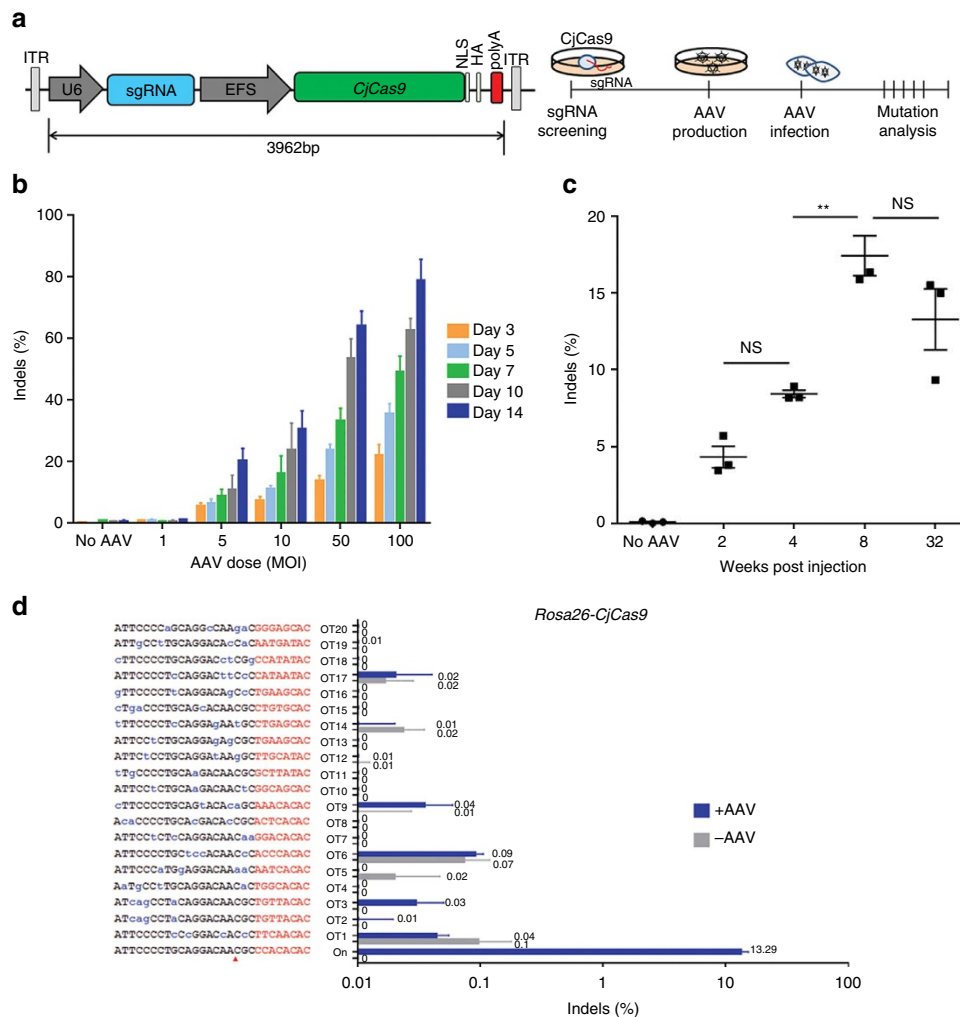 a
ITR
U6
sgRNA
EFS
CjCas9
NLS
HA
polyA
ITR
3962bp
CjCas9
sgRNA
sgRNA screening
AAV production
AAV infection
Mutation analysis
b
Indels (%)
100
80
60
40
20
0
No AAV 1 5 10 50 100
AAV dose (MOI)
Day 3
Day 5
Day 7
Day 10
Day 14
c
Indels (%)
20
15
10
5
0
NS
**
NS
No AAV 2 4 8 32
Weeks post injection
d
Rosa26-CjCas9
ATTCCCCaGCAGGcCAAgaCGGGAGCAC OT20 0 0
ATTgCCtTGCAGGACAcCaCAATGATAC OT19 0.01 0
cTTCCCCTGCAGGACctCGgCCATATAC OT18 0 0
ATTCCCCTcCAGGACttCcCCATAATAC OT17 0.02 0.02
gTTCCCCTtCAGGACAgCcCTGAAGCAC OT16 0 0
cTgaCCCTGCAGcACAACGCCTGTGCAC OT15 0 0
tTTCCCCTcCAGGAgAAtGCCTGAGCAC OT14 0.01 0.02
ATTCCtCTGCAGGAgAgCGCTGAAGCAC OT13 0 0
ATTCtCCTGCAGGAtAAgGCTTGCATAC OT12 0.01 0.01
tTgCCCCTGCAaGACAACGCGCTTATAC OT11 0 0
ATTCCCtCTGCAaGACAACtCGGCACAC OT10 0 0
cTTCCCCTGCAGtACACaGCAAACACAC OT9 0.04 0.01
AcaCCCCTGCAcGACAcCGCACTCACAC OT8 0 0
ATTCCtCTcCAGGACAACaaGGACACAC OT7 0 0
ATTCCCCTGCtccACAACcCACCCACAC OT6 0.09 0.07
ATTCCCaTGgAGGACAAaaCAATCACAC OT5 0 0.02
AaTgCCtTGCAGGACAACaCTGGCACAC OT4 0 0
ATcagCCTaCAGGACAACGCTGTTACAC OT3 0.03 0
ATcagCCTaCAGGACAACGCTGTTACAC OT2 0.01 0
ATTCCCCTcCcGGACcACcCTTCAACAC OT1 0.04 0.1
ATTCCCCTGCAGGACAACGCCCACACAC On 13.29 0
+AAV
−AAV
0.01 0.1 1 10 100
Indels (%)